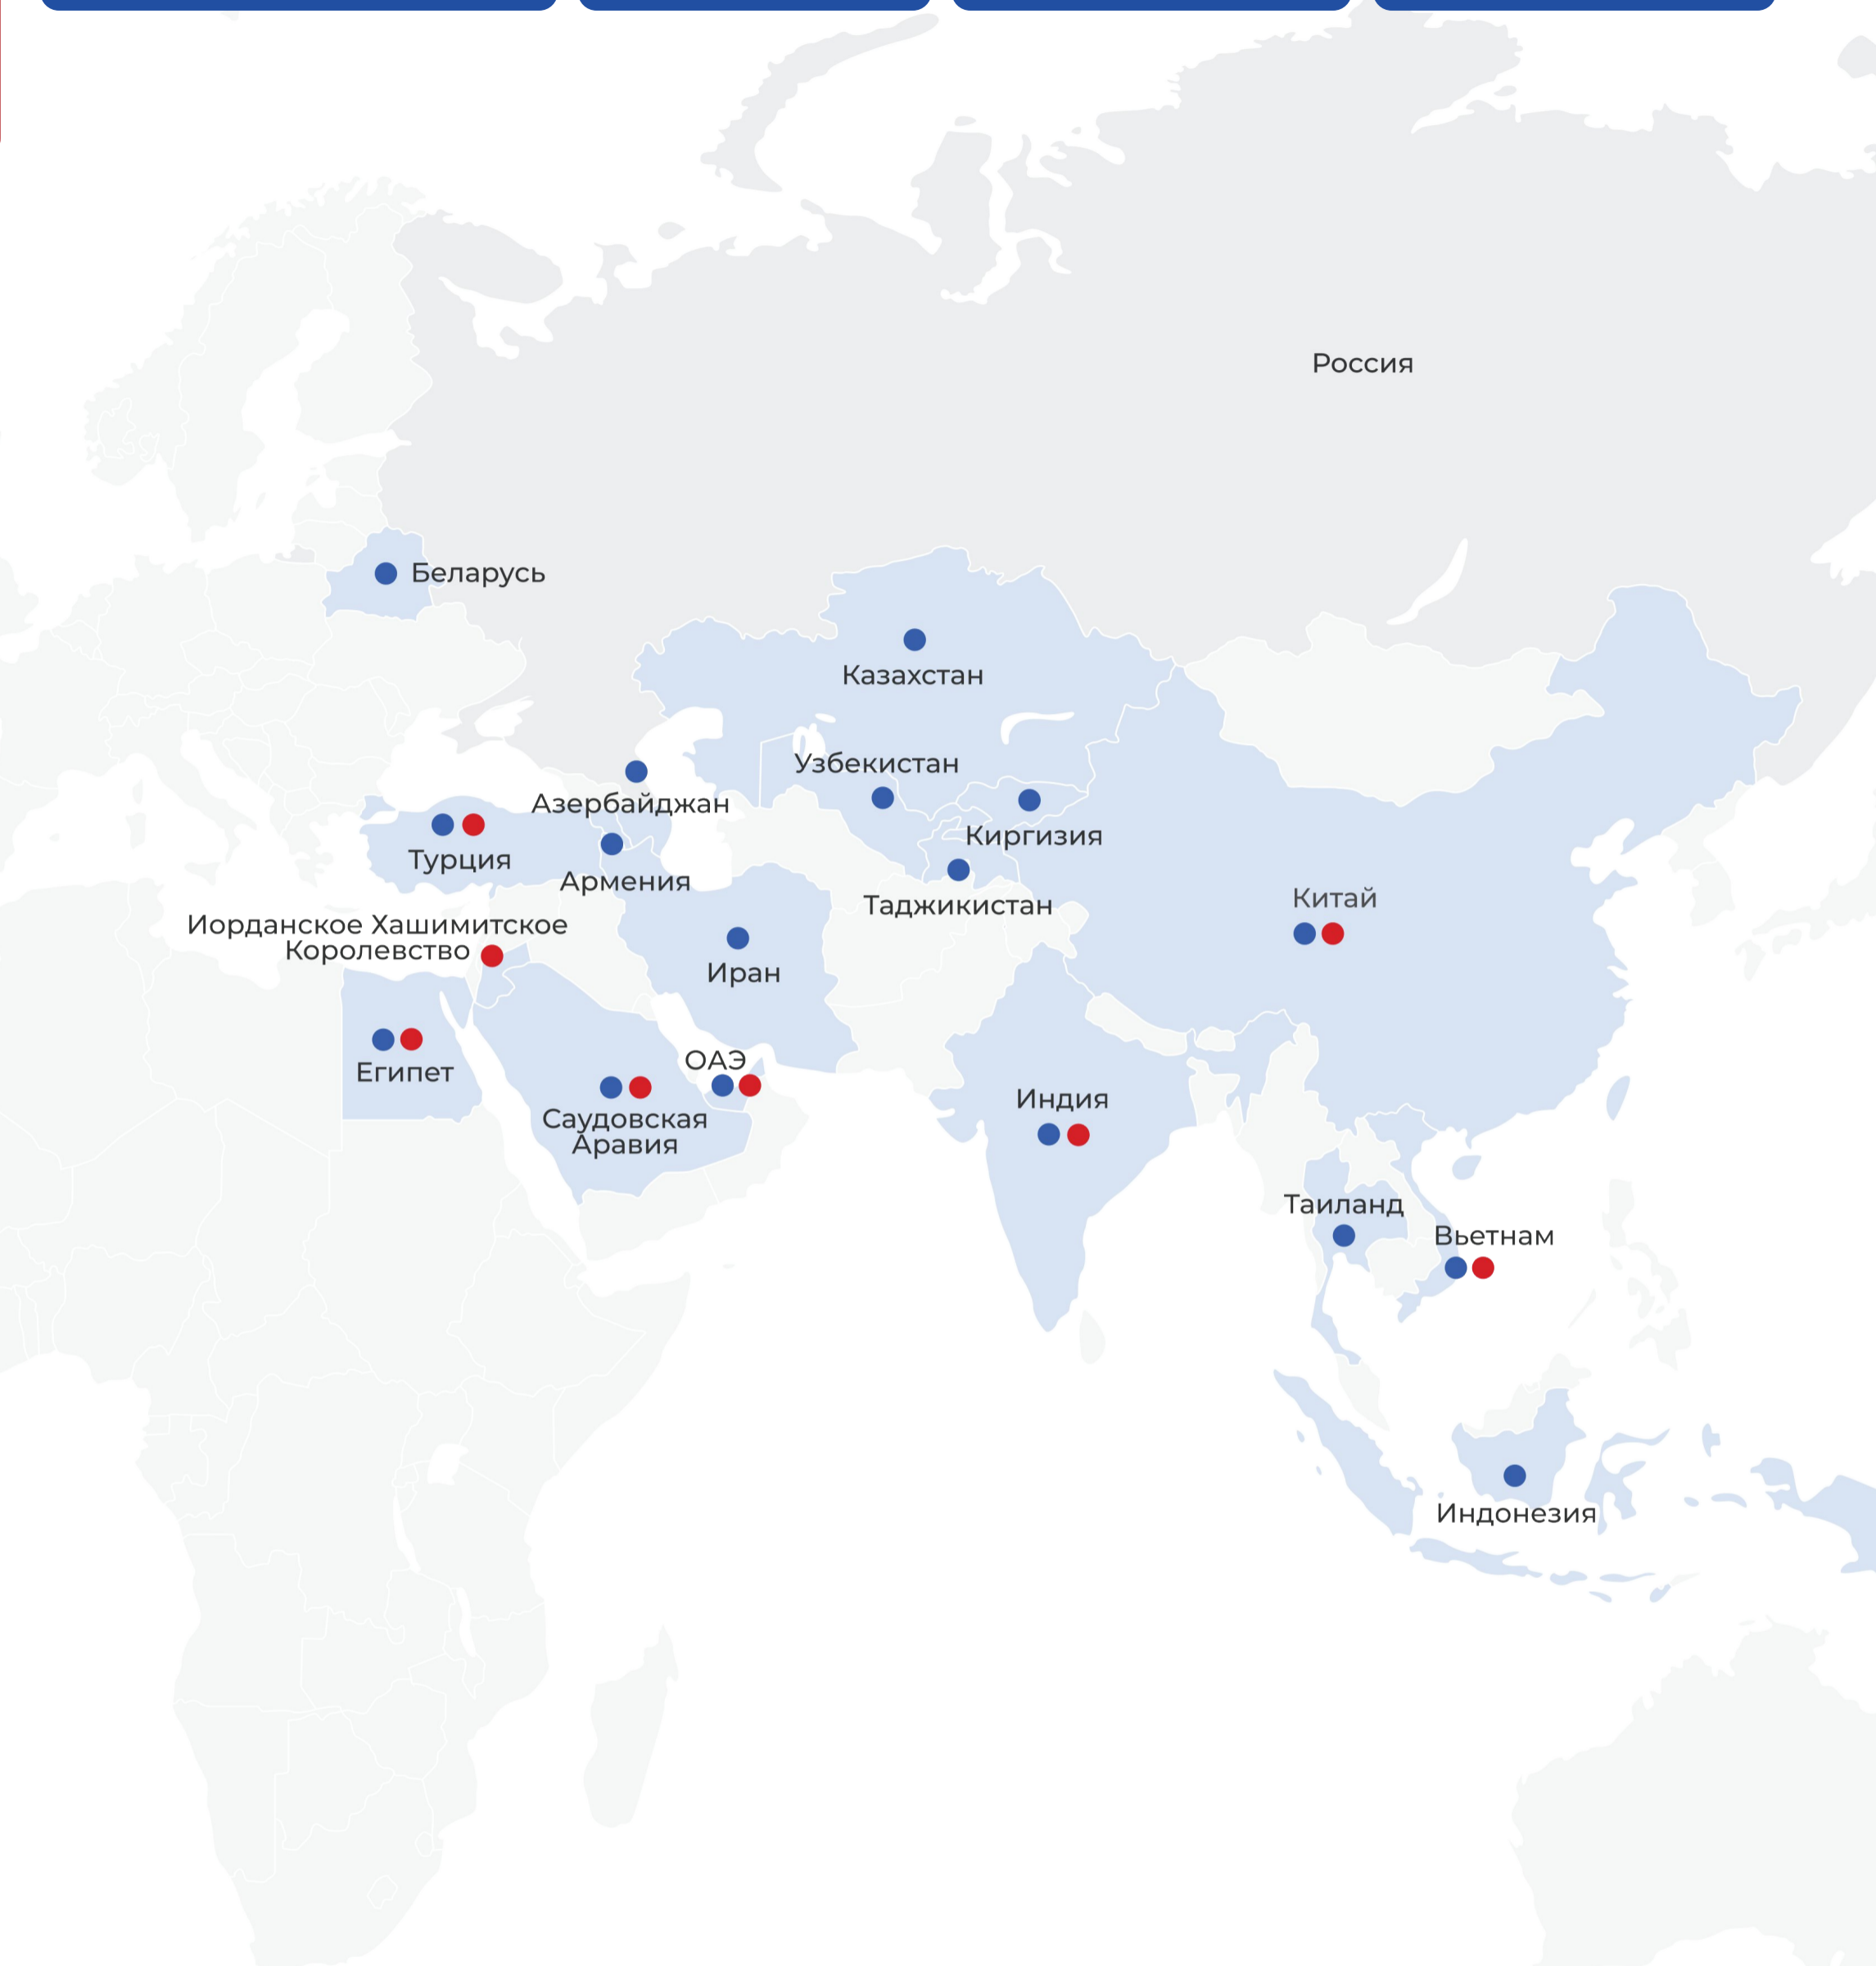 Россия
Беларусь
Казахстан
Узбекистан
Азербайджан
Киргизия
Турция
Армения
Таджикистан
Китай
Иорданское Хашимитское
Королевство
Иран
Египет
ОАЭ
Саудовская
Аравия
Индия
Таиланд
Вьетнам
Индонезия